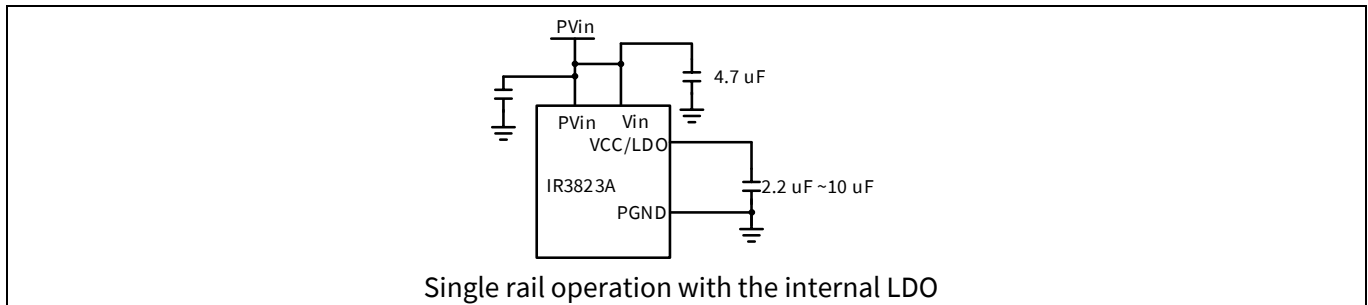 PVin
4.7 uF
PVin Vin
VCC/LDO
IR3823A
2.2 uF ~10 uF
PGND
Single rail operation with the internal LDO